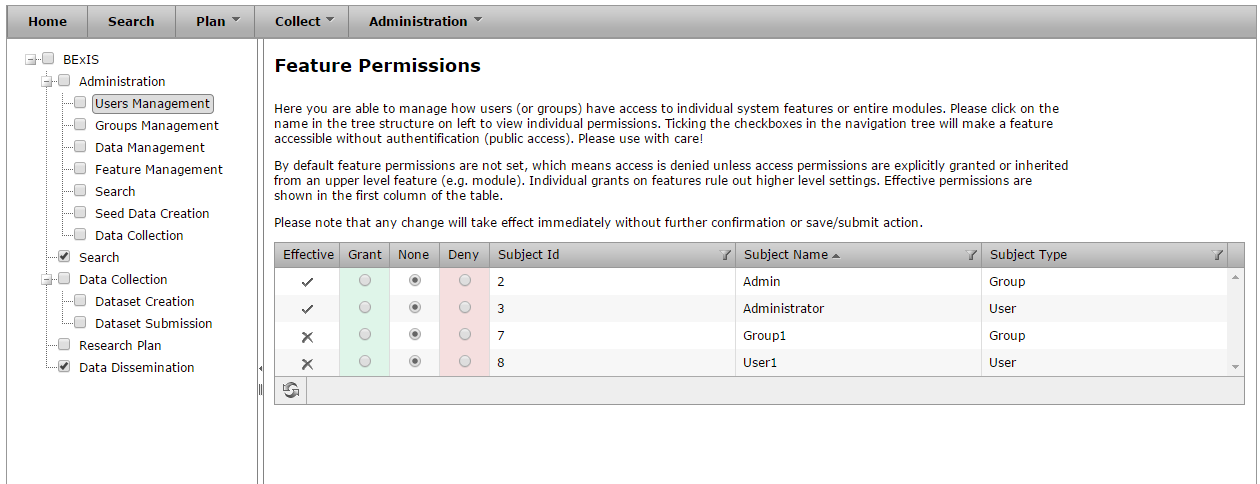 Home Search Plan Collect Administration
BExIS
Administration
Users Management
Groups Management
Data Management
Feature Management
Search
Seed Data Creation
Data Collection
Search
Data Collection
Dataset Creation
Dataset Submission
Research Plan
Data Dissemination
Feature Permissions
Here you are able to manage how users (or groups) have access to individual system features or entire modules. Please click on the
name in the tree structure on left to view individual permissions. Ticking the checkboxes in the navigation tree will make a feature
accessible without authentification (public access). Please use with care!
By default feature permissions are not set, which means access is denied unless access permissions are explicitly granted or inherited
from an upper level feature (e.g. module). Individual grants on features rule out higher level settings. Effective permissions are
shown in the first column of the table.
Please note that any change will take effect immediately without further confirmation or save/submit action.
Effective Grant None Deny Subject Id Subject Name Subject Type
2 Admin Group
3 Administrator User
7 Group1 Group
8 User1 User